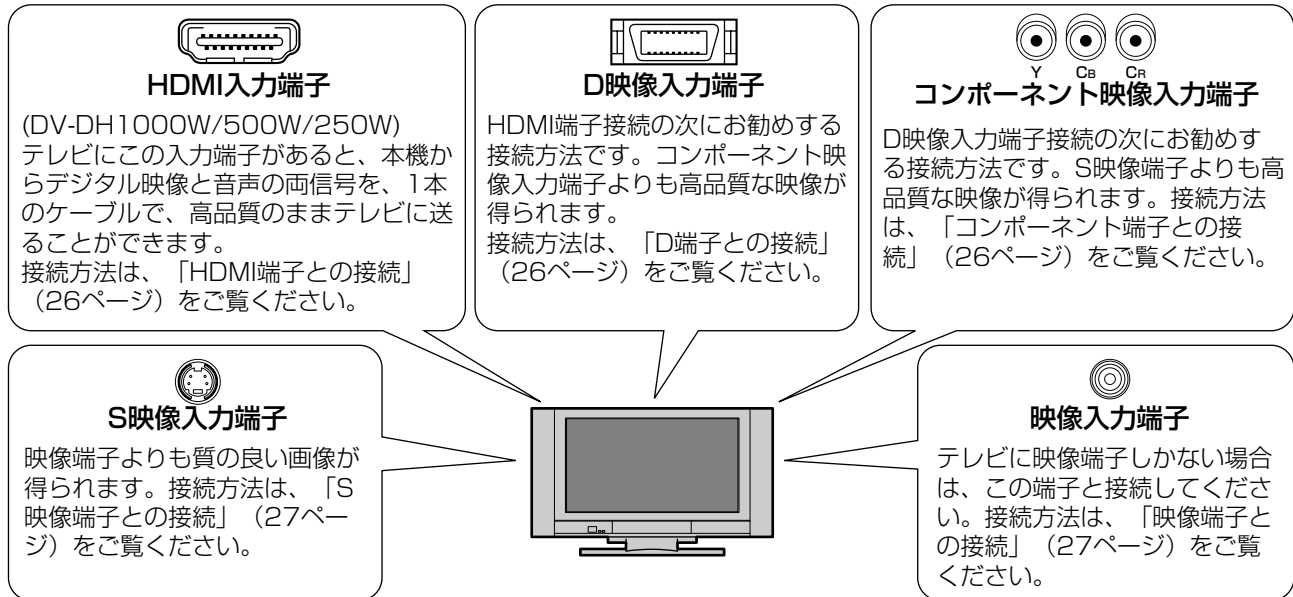 HDMI入力端子
(DV-DH1000W/500W/250W)
テレビにこの入力端子があると、本機か
らデジタル映像と音声の両信号を、1本
のケーブルで、高品質のままテレビに送
ることができます。
接続方法は、「HDMI端子との接続」
（26ページ）をご覧ください。
D映像入力端子
HDMI端子接続の次にお勧めする
接続方法です。コンポーネント映
像入力端子よりも高品質な映像が
得られます。
接続方法は、「D端子との接続」
（26ページ）をご覧ください。
Y CB CR
コンポーネント映像入力端子
D映像入力端子接続の次にお勧めす
る接続方法です。S映像端子よりも高
品質な映像が得られます。接続方法
は、「コンポーネント端子との接
続」（26ページ）をご覧ください。
S映像入力端子
映像端子よりも質の良い画像が
得られます。接続方法は、「S
映像端子との接続」（27ペー
ジ）をご覧ください。
映像入力端子
テレビに映像端子しかない場合
は、この端子と接続してくださ
い。接続方法は、「映像端子と
の接続」（27ページ）をご覧
ください。